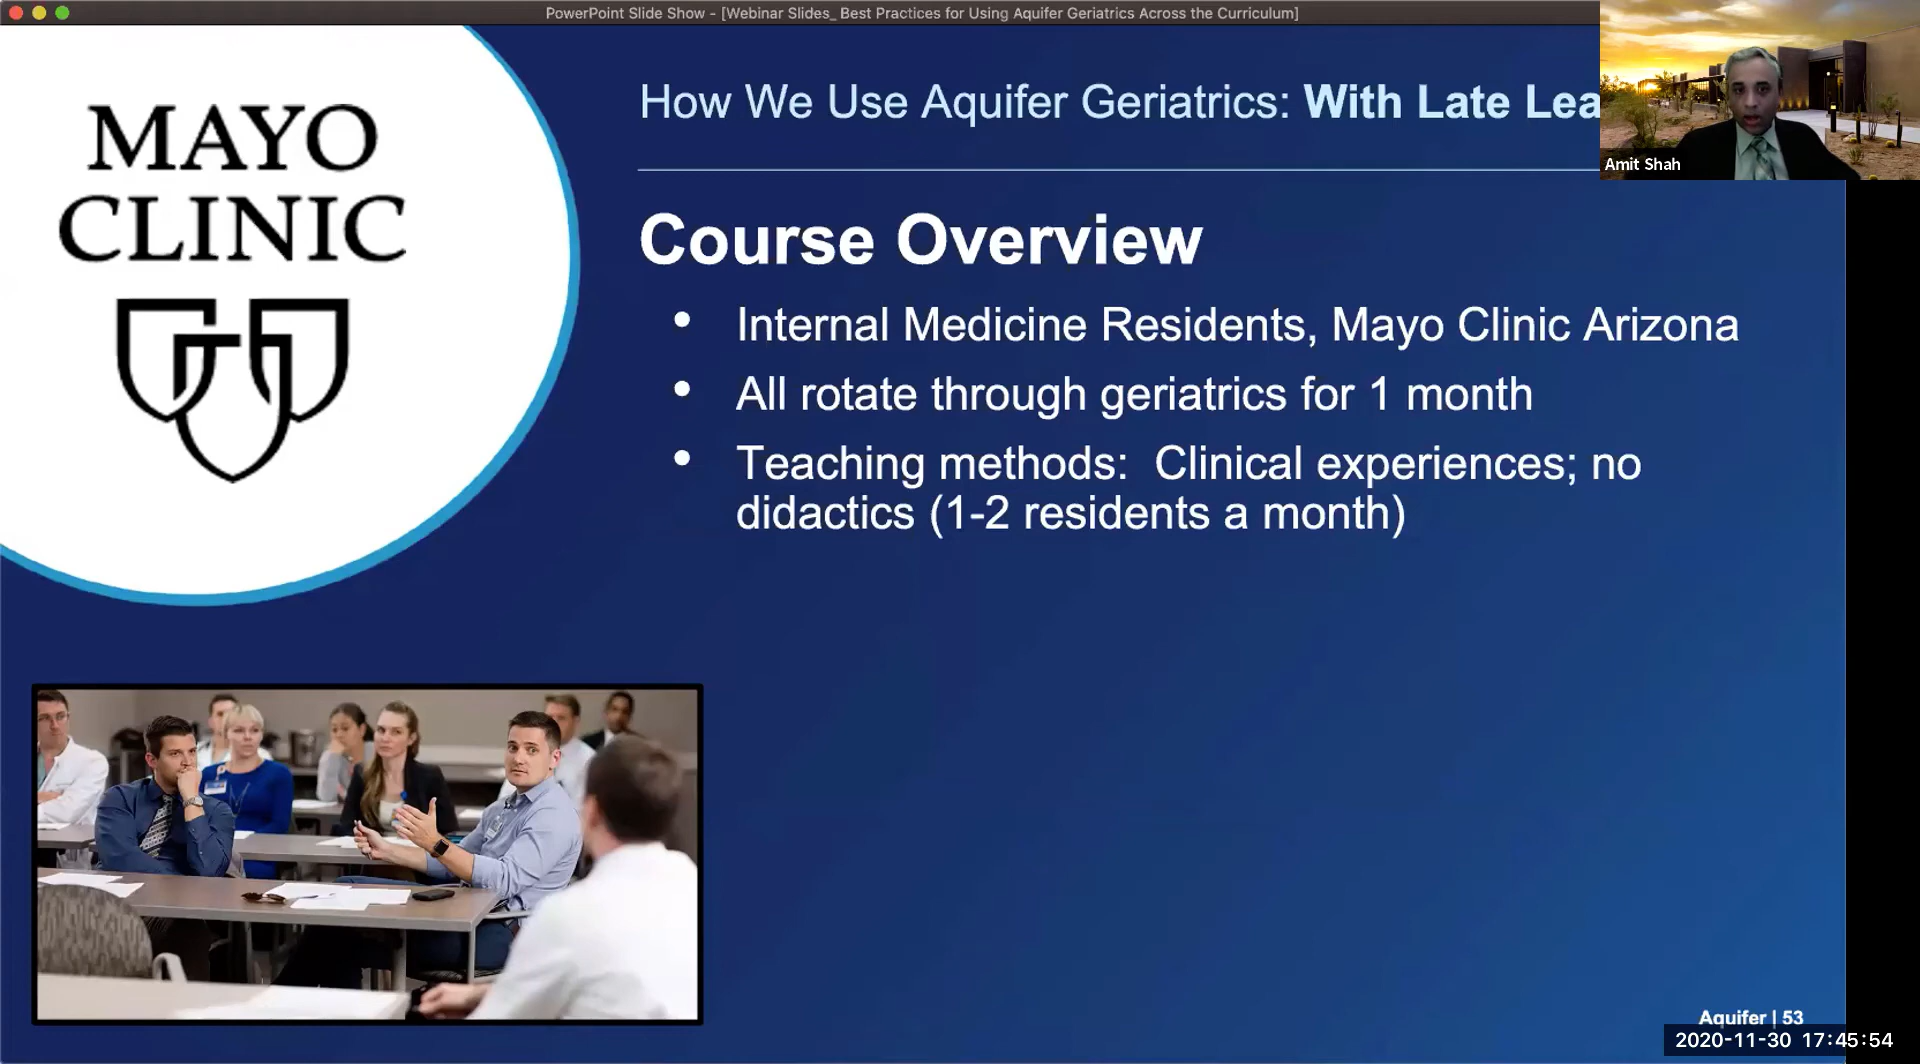 PowerPoint Slide Show - [Webinar Slides_ Best Practices for Using Aquifer Geriatrics Across the Curriculum]
MAYO
CLINIC
How We Use Aquifer Geriatrics: With Late Lea
Amit Shah
Course Overview
• Internal Medicine Residents, Mayo Clinic Arizona
• All rotate through geriatrics for 1 month
• Teaching methods:  Clinical experiences; no
didactics (1-2 residents a month)
Aquifer | 53
2020-11-30 17:45:54